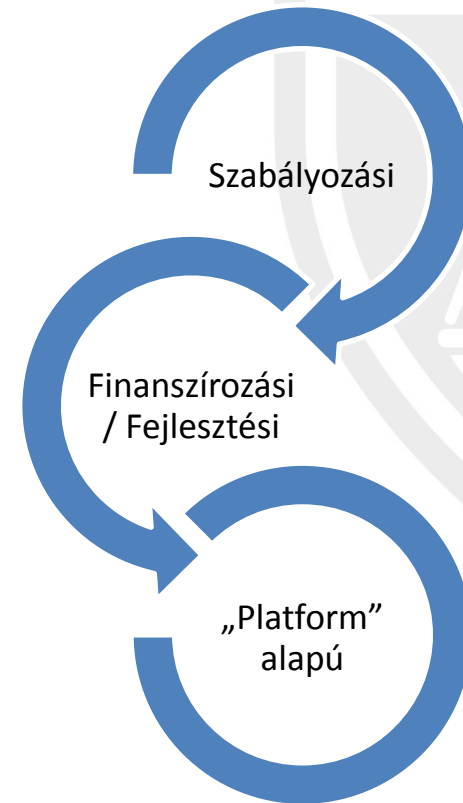 Szabályozási
Finanszírozási
/ Fejlesztési
„Platform”
alapú